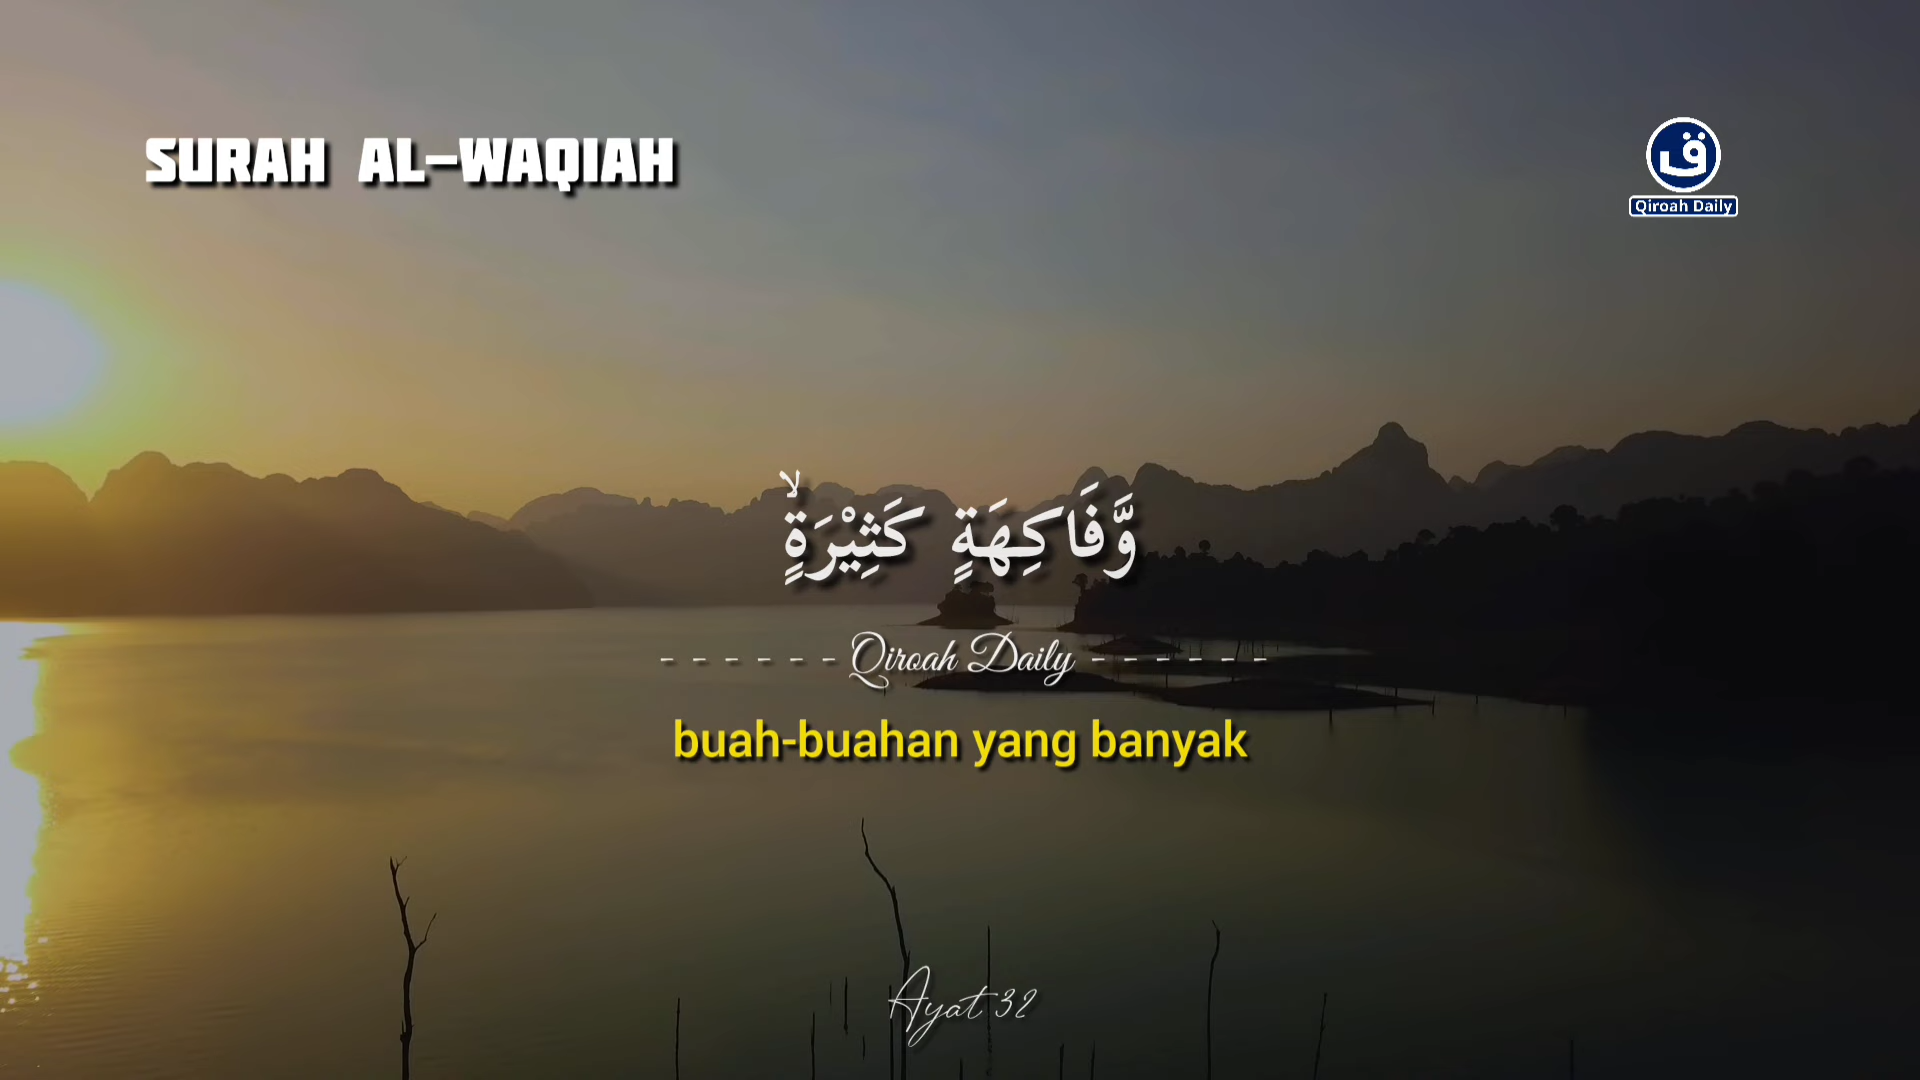 SURAH AL-WAQIAH
ق
Qiroah Daily
وَّفَاكِهَةٍ كَثِيْرَةٍۙ
- - - - - - Qiroah Daily - - - - - -
buah-buahan yang banyak
Ayat 32